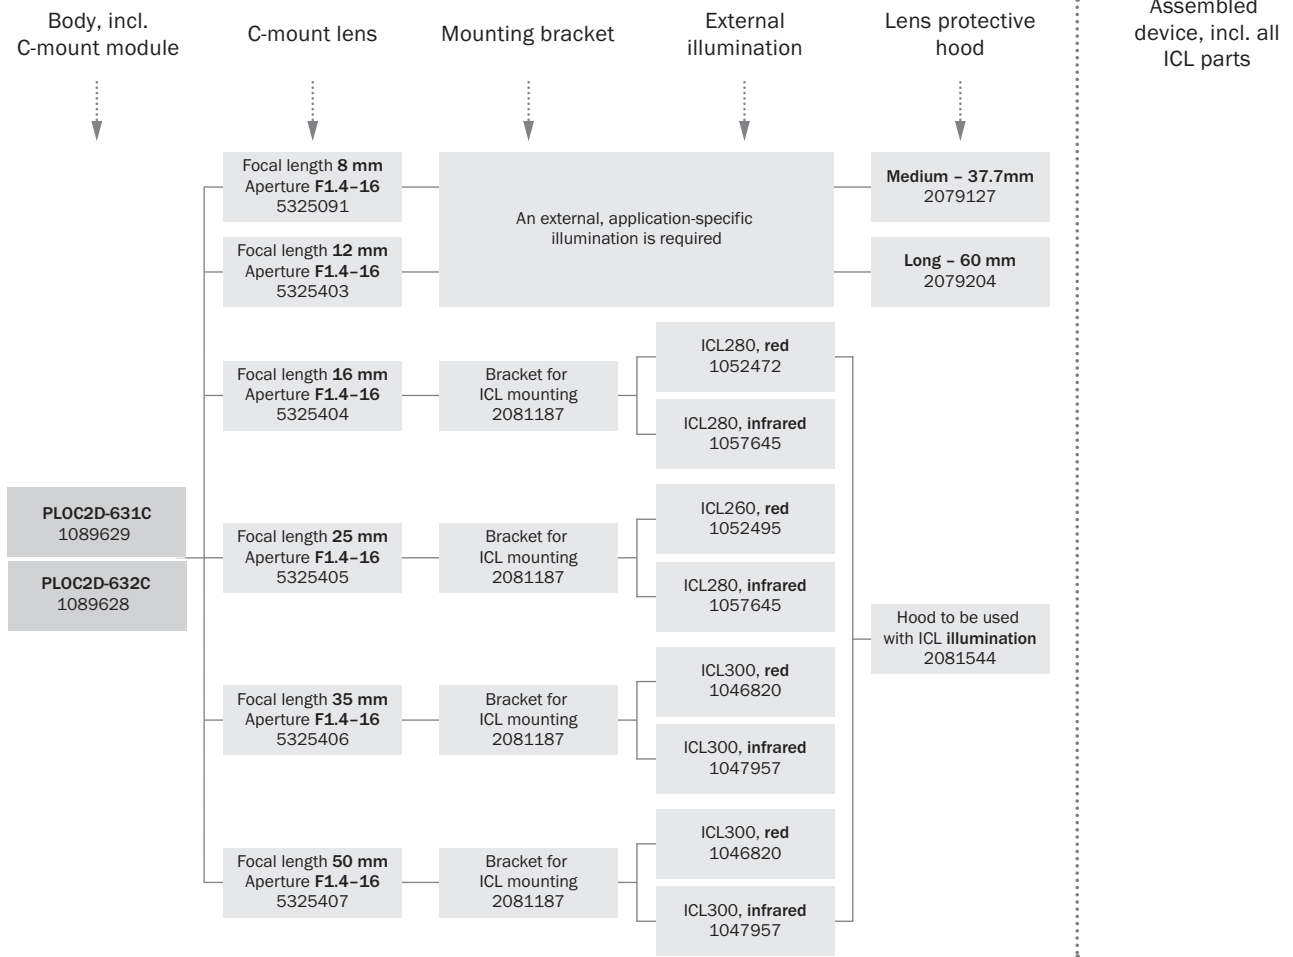 Body, incl.
C-mount module
C-mount lens
Mounting bracket
External
illumination
Lens protective
hood
Assembled
device, incl. all
ICL parts
Focal length 8 mm
Aperture F1.4–16
5325091
An external, application-specific
illumination is required
Medium – 37.7mm
2079127
Focal length 12 mm
Aperture F1.4–16
5325403
Long – 60 mm
2079204
Focal length 16 mm
Aperture F1.4–16
5325404
Bracket for
ICL mounting
2081187
ICL280, red
1052472
ICL280, infrared
1057645
PLOC2D-631C
1089629
PLOC2D-632C
1089628
Focal length 25 mm
Aperture F1.4–16
5325405
Bracket for
ICL mounting
2081187
ICL260, red
1052495
ICL280, infrared
1057645
Hood to be used
with ICL illumination
2081544
Focal length 35 mm
Aperture F1.4–16
5325406
Bracket for
ICL mounting
2081187
ICL300, red
1046820
ICL300, infrared
1047957
Focal length 50 mm
Aperture F1.4–16
5325407
Bracket for
ICL mounting
2081187
ICL300, red
1046820
ICL300, infrared
1047957